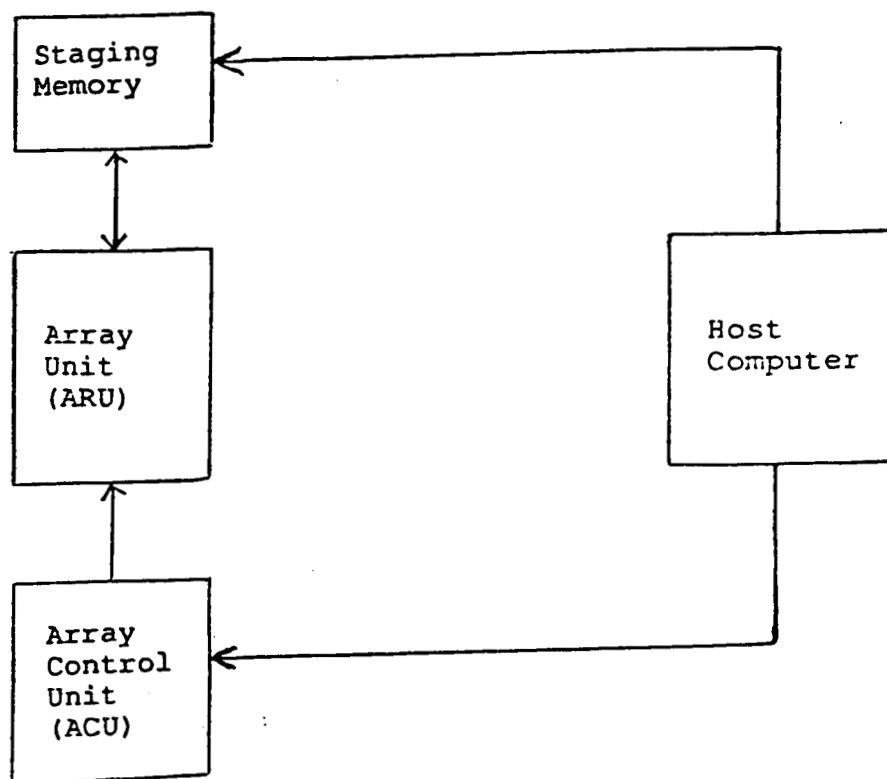 Staging
Memory
Array
Unit
(ARU)
Host
Computer
Array
Control
Unit
(ACU)